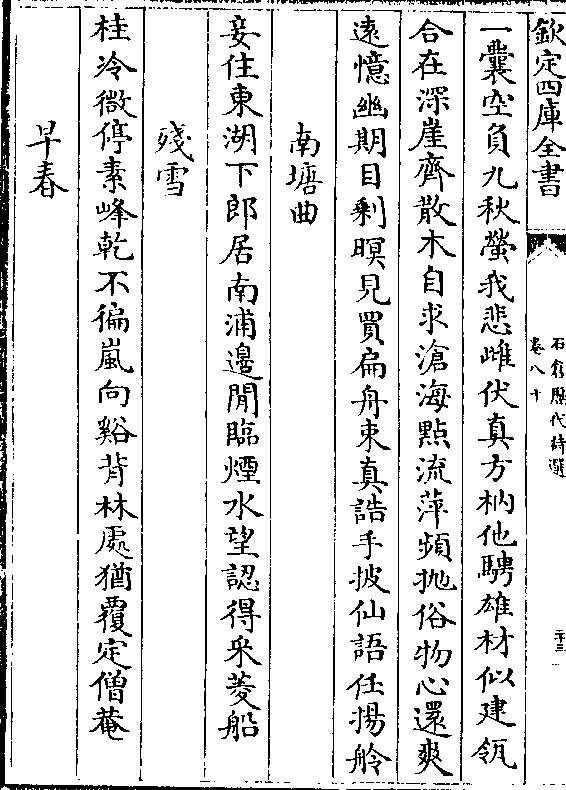 欽定四庫全書
石倉歷代詩選
卷八十
二十三
一囊空負九秋螢我悲雌伏真方枘他騁雄材似建瓴
合在深崖齊散木自求滄海點流萍頻拋俗物心還爽
遠憶幽期目剩暝見買扁舟束真誥手披仙語任揚舲
南塘曲
妾住東湖下郎居南浦邊閒臨煙水望認得采菱船
殘雪
桂冷微停素峰乾不徧嵐向谿背林處猶覆定僧菴
早春